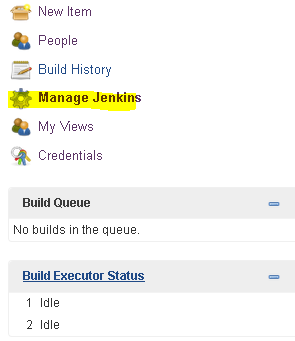 New Item
People
Build History
Manage Jenkins
My Views
Credentials
Build Queue
No builds in the queue.
Build Executor Status
1 Idle
2 Idle